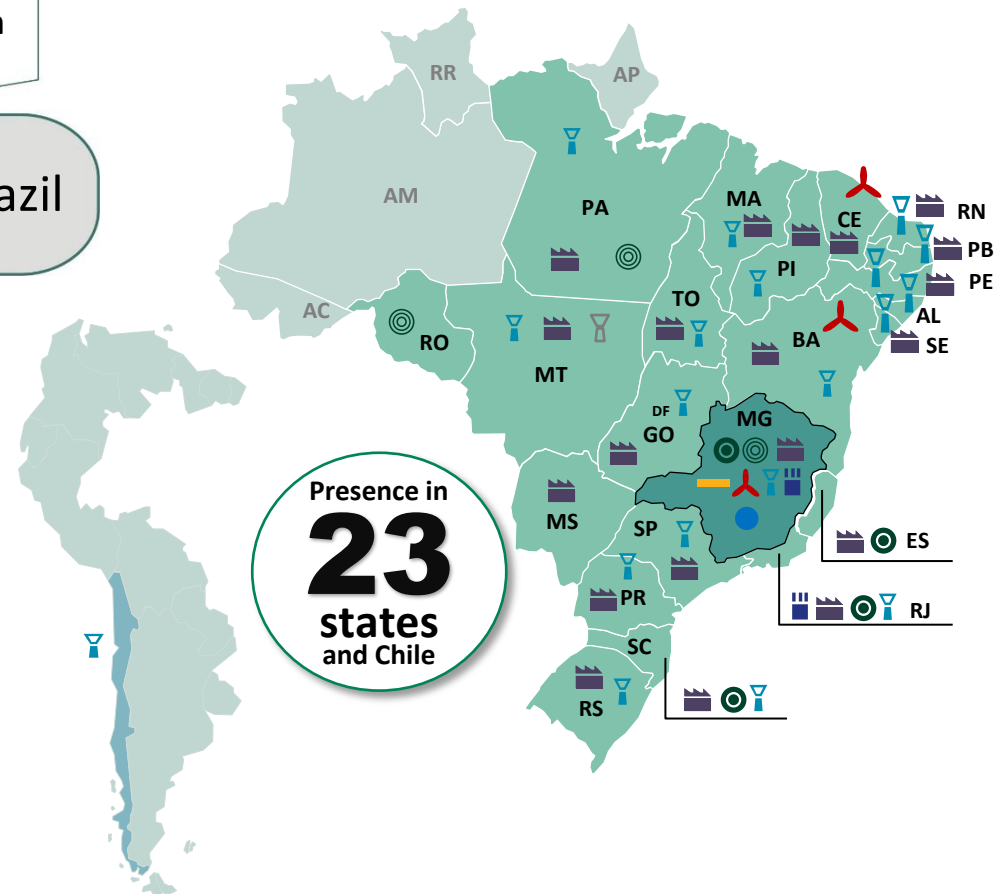 azil
RR
AP
AM
PA
MA
CE
RN
PB
PI
PE
AC
TO
AL
RO
BA
SE
MT
DF
GO
MG
Presence in
23
states
and Chile
MS
SP
ES
PR
RJ
SC
RS